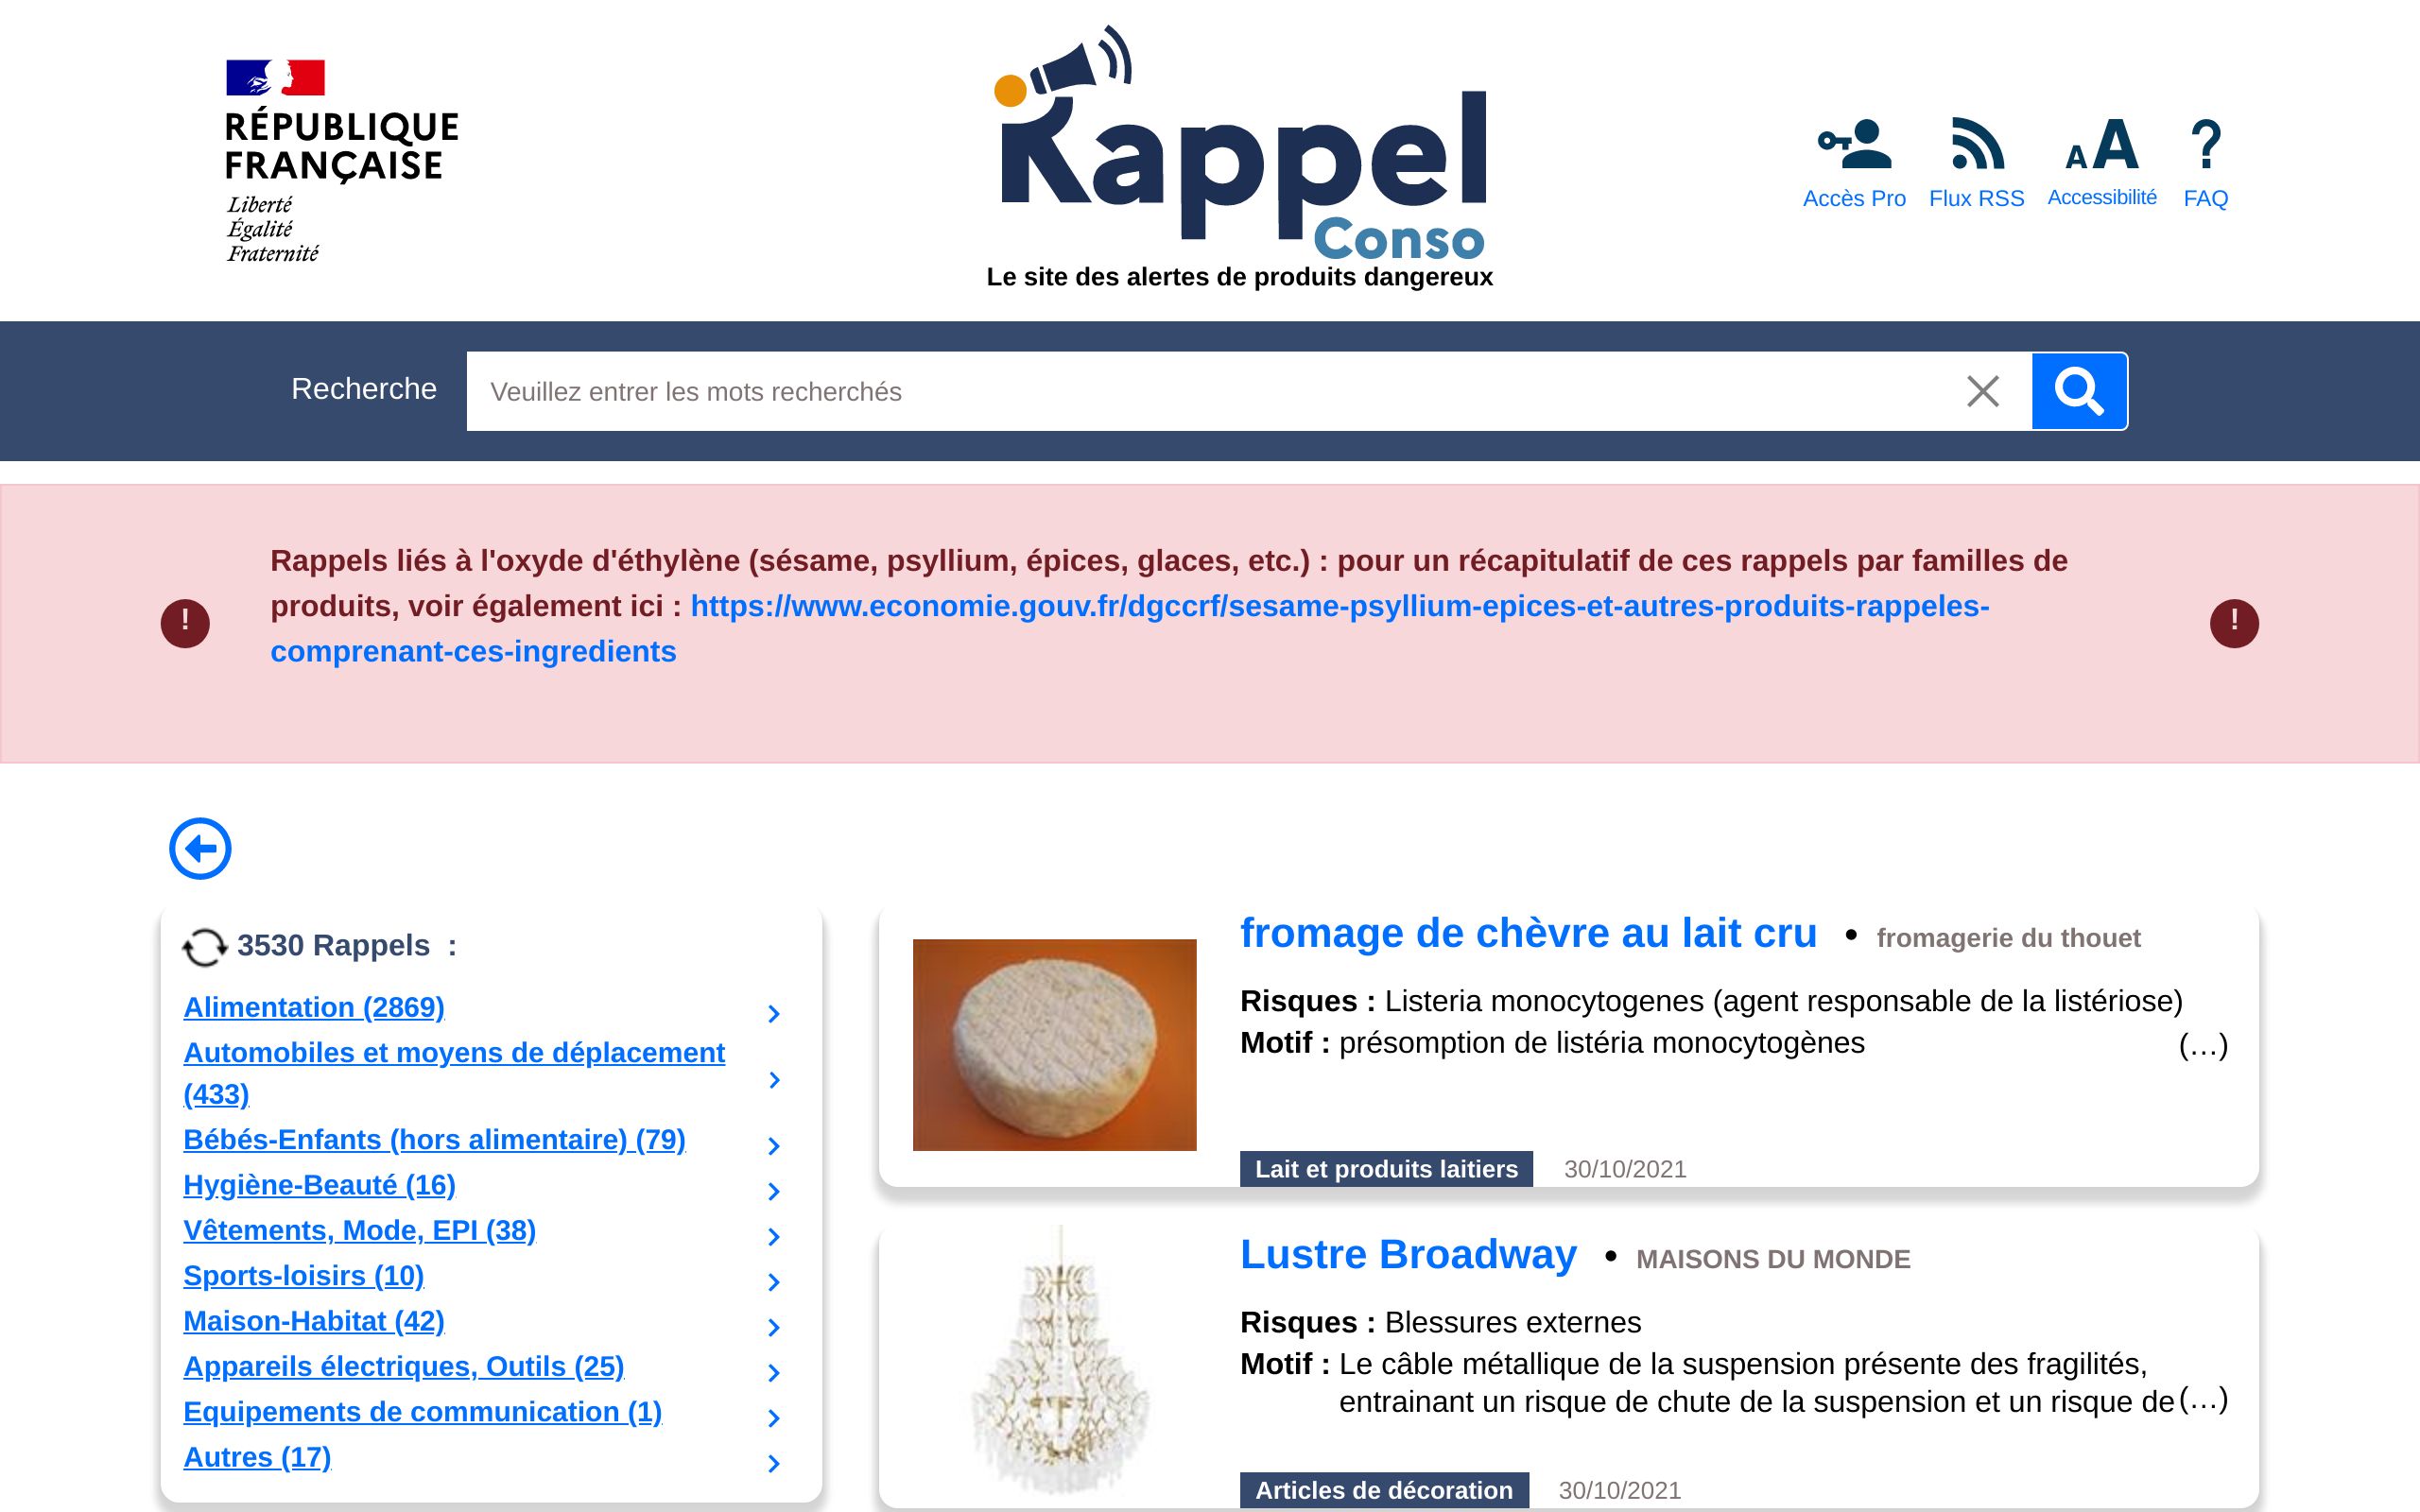 RÉPUBLIQUE
FRANÇAISE
Liberté
Égalité
Fraternité
Rappel
Conso
Le site des alertes de produits dangereux
Accès Pro
Flux RSS
AA
Accessibilité
?
FAQ
Recherche
Veuillez entrer les mots recherchés
!
Rappels liés à l'oxyde d'éthylène (sésame, psyllium, épices, glaces, etc.) : pour un récapitulatif de ces rappels par familles de
produits, voir également ici : https://www.economie.gouv.fr/dgccrf/sesame-psyllium-epices-et-autres-produits-rappeles-
comprenant-ces-ingredients
!
3530 Rappels :
Alimentation (2869)
Automobiles et moyens de déplacement
(433)
Bébés-Enfants (hors alimentaire) (79)
Hygiène-Beauté (16)
Vêtements, Mode, EPI (38)
Sports-loisirs (10)
Maison-Habitat (42)
Appareils électriques, Outils (25)
Equipements de communication (1)
Autres (17)
fromage de chèvre au lait cru • fromagerie du thouet
Risques : Listeria monocytogenes (agent responsable de la listériose)
Motif : présomption de listéria monocytogènes (…)
Lait et produits laitiers 30/10/2021
Lustre Broadway • MAISONS DU MONDE
Risques : Blessures externes
Motif : Le câble métallique de la suspension présente des fragilités,
entrainant un risque de chute de la suspension et un risque de (…)
Articles de décoration 30/10/2021